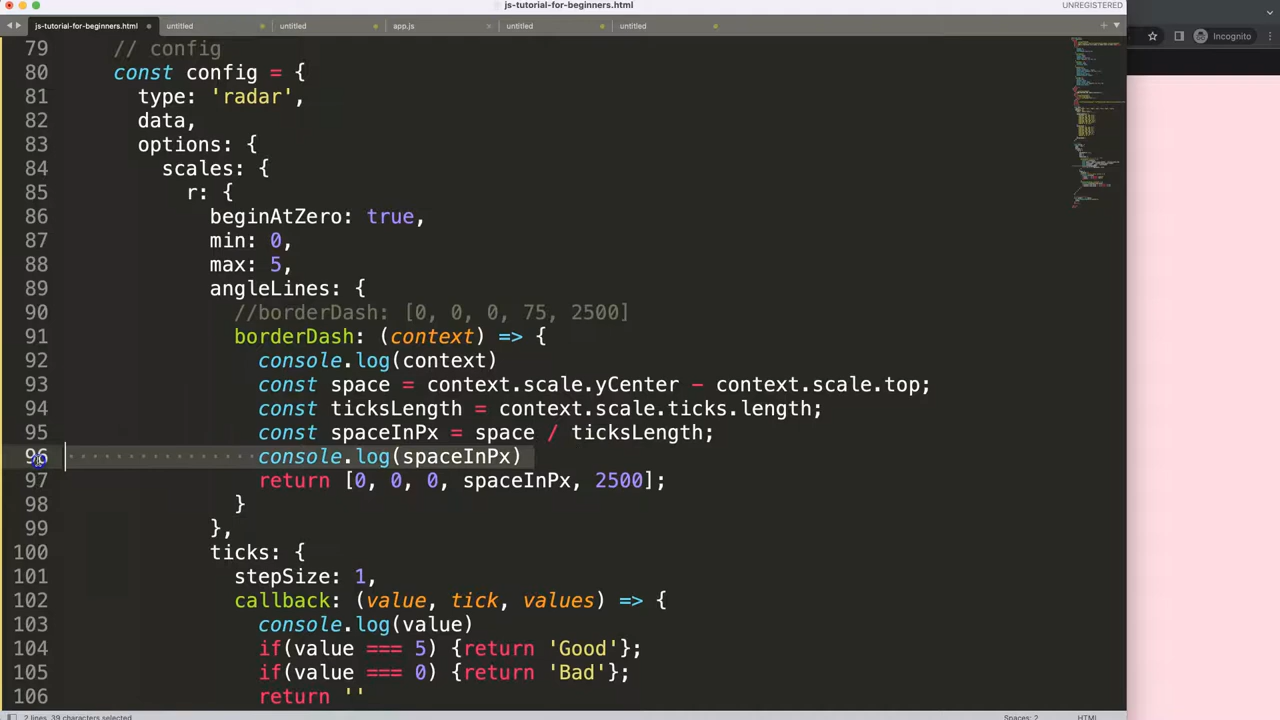 js-tutorial-for-beginners.html
UNREGISTERED
js-tutorial-for-beginners.html untitled untitled app.js untitled untitled
Incognito
79 // config
80 const config = {
81 type: 'radar',
82 data,
83 options: {
84 scales: {
85 r: {
86 beginAtZero: true,
87 min: 0,
88 max: 5,
89 angleLines: {
90 //borderDash: [0, 0, 0, 75, 2500]
91 borderDash: (context) => {
92 console.log(context)
93 const space = context.scale.yCenter - context.scale.top;
94 const ticksLength = context.scale.ticks.length;
95 const spaceInPx = space / ticksLength;
96 console.log(spaceInPx)
97 return [0, 0, 0, spaceInPx, 2500];
98 }
99 },
100 ticks: {
101 stepSize: 1,
102 callback: (value, tick, values) => {
103 console.log(value)
104 if(value === 5) {return 'Good'};
105 if(value === 0) {return 'Bad'};
106 return ''
2 lines, 39 characters selected
Spaces: 2
HTML